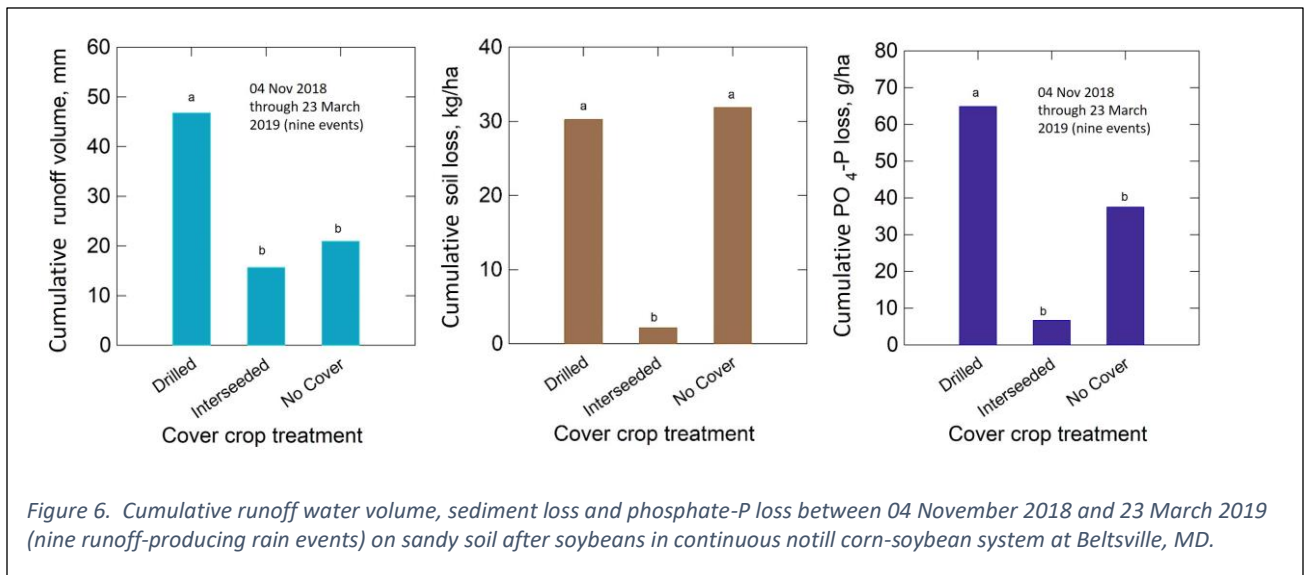 Cumulative runoff volume, mm
60
50
40
30
20
10
0
a
b
b
04 Nov 2018
through 23 March
2019 (nine events)
Drilled
Interseeded
No Cover
Cover crop treatment
Cumulative soil loss, kg/ha
40
30
20
10
0
a
b
a
Drilled
Interseeded
No Cover
Cover crop treatment
Cumulative PO 4-P loss, g/ha
80
70
60
50
40
30
20
10
0
a
b
b
04 Nov 2018
through 23 March
2019 (nine events)
Drilled
Interseeded
No Cover
Cover crop treatment
Figure 6. Cumulative runoff water volume, sediment loss and phosphate-P loss between 04 November 2018 and 23 March 2019
(nine runoff-producing rain events) on sandy soil after soybeans in continuous notill corn-soybean system at Beltsville, MD.